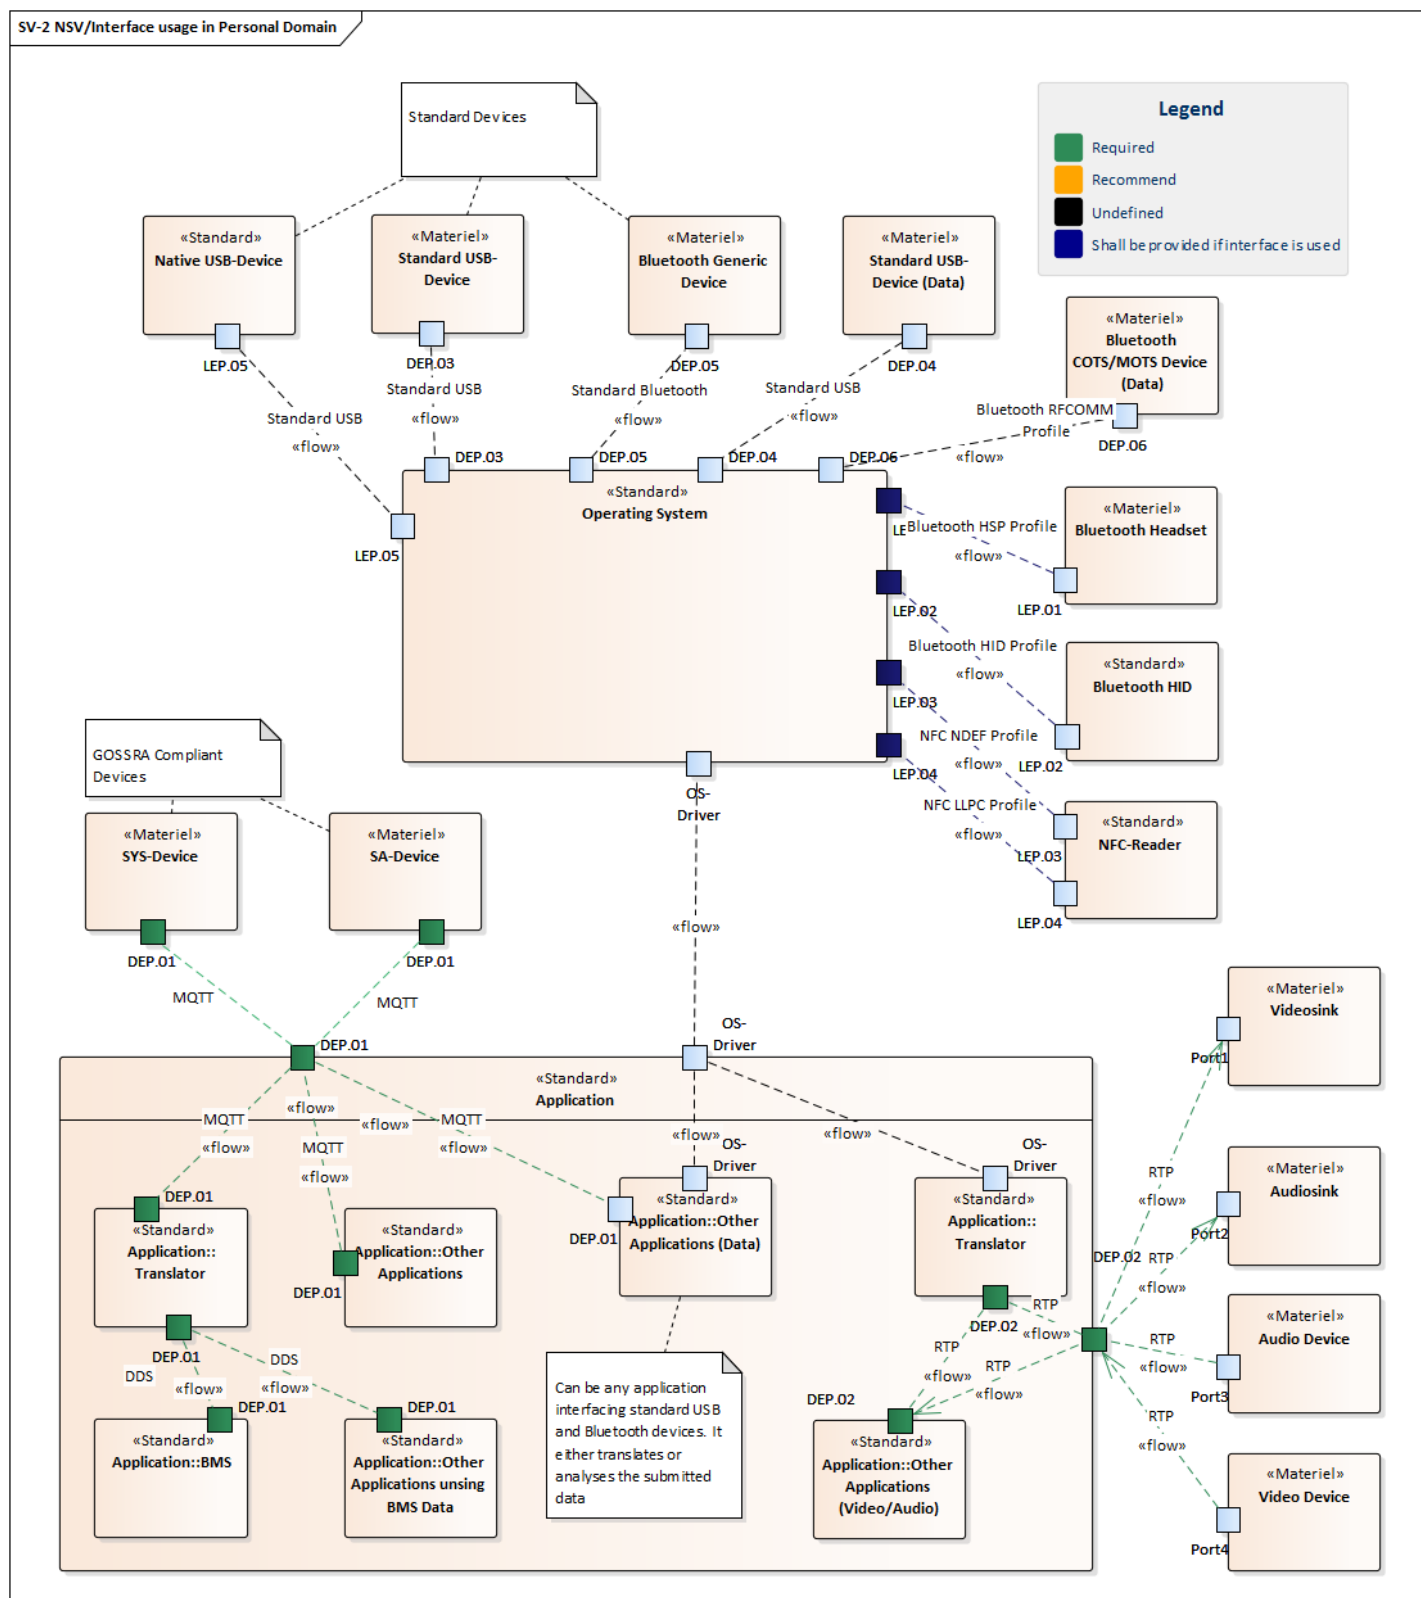 SV-2 NSV/Interface usage in Personal Domain
Standard Devices
Legend
Required
Recommend
Undefined
Shall be provided if interface is used
«Standard»
Native USB-Device
«Materiel»
Standard USB-
Device
«Materiel»
Bluetooth Generic
Device
«Materiel»
Standard USB-
Device (Data)
«Materiel»
Bluetooth
COTS/MOTS Device
(Data)
LEP.05
DEP.03
DEP.05
DEP.04
DEP.06
Standard USB
«flow»
Standard USB
«flow»
Standard Bluetooth
«flow»
Standard USB
«flow»
Bluetooth RFCOMM
Profile
«flow»
DEP.03
DEP.05
DEP.04
DEP.06
LEP.05
«Standard»
Operating System
LE
Bluetooth HSP Profile
«flow»
«Materiel»
Bluetooth Headset
LEP.01
LEP.02
Bluetooth HID Profile
«flow»
«Standard»
Bluetooth HID
LEP.02
LEP.03
NFC NDEF Profile
«flow»
LEP.04
NFC LLPC Profile
«flow»
«Standard»
NFC-Reader
LEP.03
LEP.04
OS-
Driver
GOSSRA Compliant
Devices
«Materiel»
SYS-Device
«Materiel»
SA-Device
DEP.01
DEP.01
MQTT
MQTT
«flow»
DEP.01
OS-
Driver
«Standard»
Application
MQTT
«flow»
«flow»
MQTT
«flow»
«flow»
MQTT
«flow»
«flow»
«flow»
OS-
Driver
OS-
Driver
DEP.01
«Standard»
Application::
Translator
DEP.01
«Standard»
Application::Other
Applications
DEP.01
DEP.01
«Standard»
Application::Other
Applications (Data)
«Standard»
Application::
Translator
DEP.02
DDS
«flow»
DDS
«flow»
DEP.01
«Standard»
Application::BMS
DEP.01
«Standard»
Application::Other
Applications unsing
BMS Data
Can be any application
interfacing standard USB
and Bluetooth devices. It
either translates or
analyses the submitted
data
RTP
«flow»
RTP
«flow»
RTP
«flow»
DEP.02
«Standard»
Application::Other
Applications
(Video/Audio)
DEP.02
«Materiel»
Videosink
Port1
RTP
«flow»
«Materiel»
Audiosink
Port2
RTP
«flow»
«Materiel»
Audio Device
Port3
RTP
«flow»
«Materiel»
Video Device
Port4
RTP
«flow»